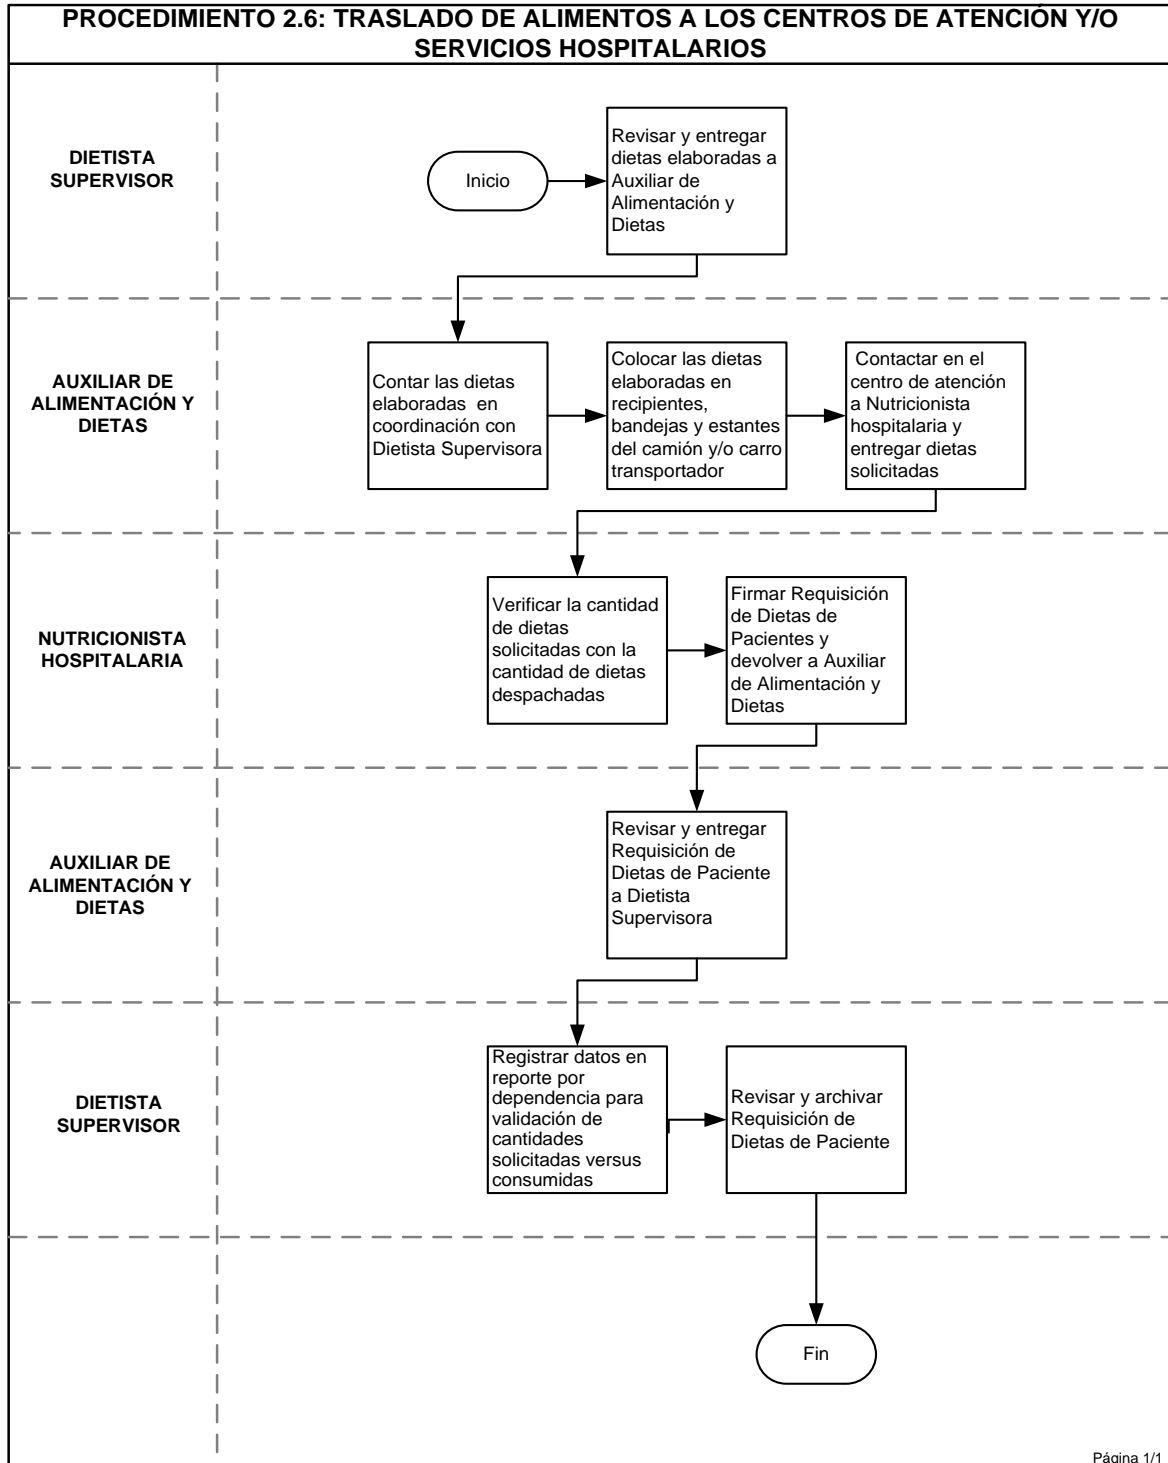 PROCEDIMIENTO 2.6: TRASLADO DE ALIMENTOS A LOS CENTROS DE ATENCIÓN Y/O
SERVICIOS HOSPITALARIOS
DIETISTA
SUPERVISOR
Inicio
Revisar y entregar
dietas elaboradas a
Auxiliar de
Alimentación y
Dietas
AUXILIAR DE
ALIMENTACIÓN Y
DIETAS
Contar las dietas
elaboradas en
coordinación con
Dietista Supervisora
Colocar las dietas
elaboradas en
recipientes,
bandejas y estantes
del camión y/o carro
transportador
Contactar en el
centro de atención
a Nutricionista
hospitalaria y
entregar dietas
solicitadas
NUTRICIONISTA
HOSPITALARIA
Verificar la cantidad
de dietas
solicitadas con la
cantidad de dietas
despachadas
Firmar Requisición
de Dietas de
Pacientes y
devolver a Auxiliar
de Alimentación y
Dietas
AUXILIAR DE
ALIMENTACIÓN Y
DIETAS
Revisar y entregar
Requisición de
Dietas de Paciente
a Dietista
Supervisora
DIETISTA
SUPERVISOR
Registrar datos en
reporte por
dependencia para
validación de
cantidades
solicitadas versus
consumidas
Revisar y archivar
Requisición de
Dietas de Paciente
Fin
Página 1/1